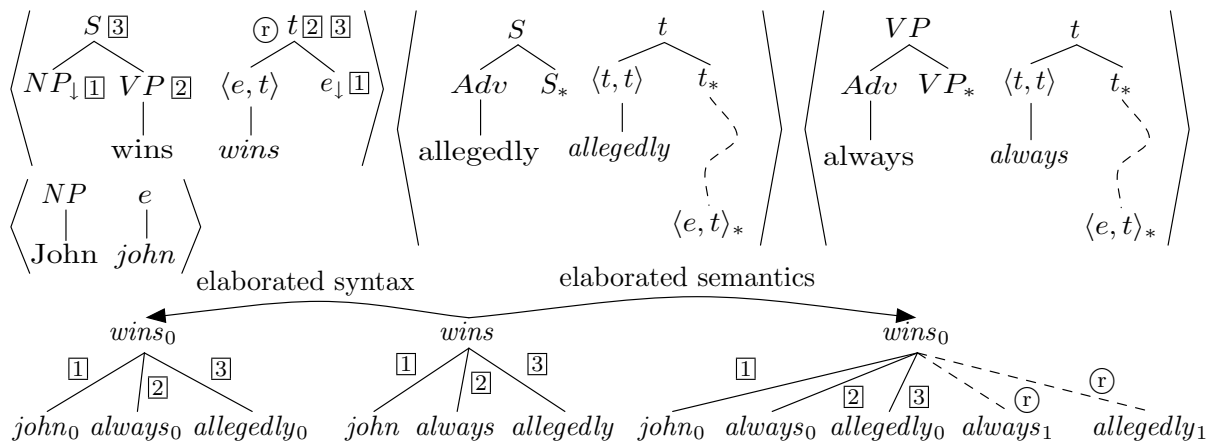 S 3 ⓡ t 2 3 S t VP t
NP↓ 1 VP 2 ⟨e, t⟩ e↓ 1 Adv S∗ ⟨t, t⟩ t∗ Adv VP∗ ⟨t, t⟩ t∗
wins wins allegedly allegedly always always
NP e ⟨e, t⟩∗ ⟨e, t⟩∗
John john
elaborated syntax elaborated semantics
wins₀ wins wins₀
1 2 3 1 2 3 1 2 3 ⓡ ⓡ
john₀ always₀ allegedly₀ john always allegedly john₀ always₀ allegedly₀ always₁ allegedly₁